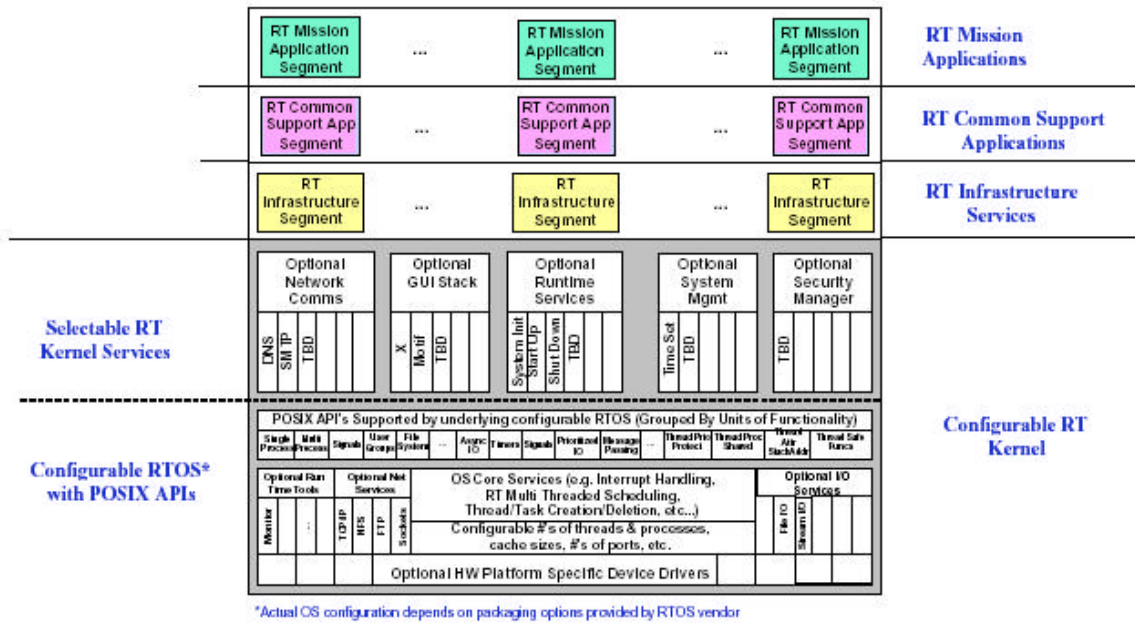 RT Mission
Application
Segment
...
RT Mission
Application
Segment
...
RT Mission
Application
Segment
RT Mission
Applications
RT Common
Support App
Segment
...
RT Common
Support App
Segment
...
RT Common
Support App
Segment
RT Common Support
Applications
RT
Infrastructure
Segment
...
RT
Infrastructure
Segment
...
RT
Infrastructure
Segment
RT Infrastructure
Services
Selectable RT
Kernel Services
Optional
Network
Comms
DNS
SMTP
TBD
Optional
GUI Stack
X
Motif
TBD
Optional
Runtime
Services
System Init
Start Up
Shut Down
TBD
Optional
System
Mgmt
Time Set
TBD
Optional
Security
Manager
TBD
Configurable RT
Kernel
Configurable RTOS*
with POSIX APIs
POSIX API's Supported by underlying configurable RTOS (Grouped By Units of Functionality)
Single
Process
Multi
Process
Signals
User
Groups
File
System
...
Async
IO
Timers
Signals
Prioritized
IO
Message
Passing
...
Thread Prio
Protect
Thread Proc
Shared
Thread
Attr
StackAddr
Thread Safe
Funcs
Optional Run
Time Tools
Monitor
:
Optional Net
Services
TCP/IP
NFS
FTP
Sockets
OS Core Services (e.g. Interrupt Handling,
RT Multi Threaded Scheduling,
Thread/Task Creation/Deletion, etc...)
Configurable #'s of threads & processes,
cache sizes, #'s of ports, etc.
Optional I/O
Services
File IO
Stream IO
Optional HW Platform Specific Device Drivers
*Actual OS configuration depends on packaging options provided by RTOS vendor